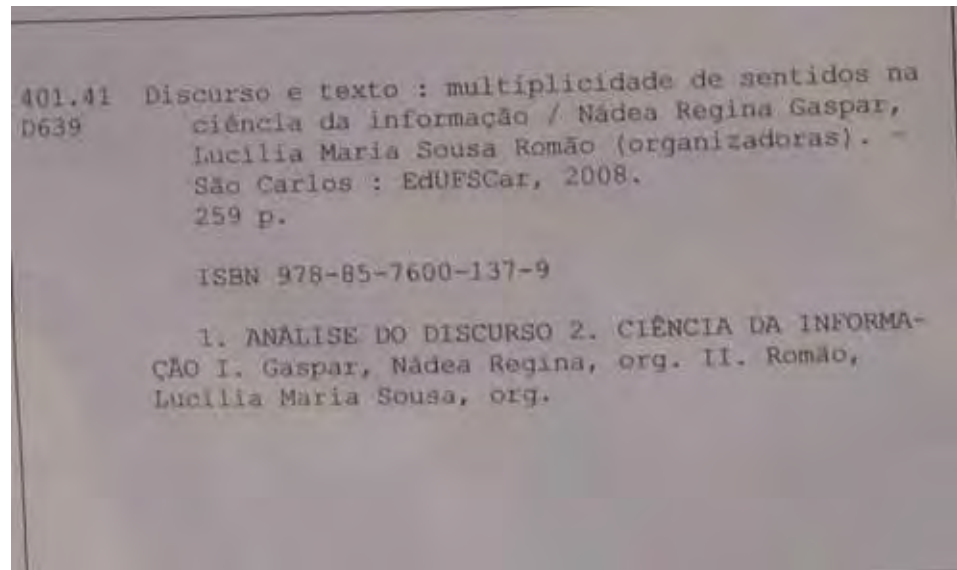 401.41 Discurso e texto : multiplicidade de sentidos na
D639 ciência da informação / Nádea Regina Gaspar,
Lucília Maria Sousa Romão (organizadoras). -
São Carlos : EdUFSCar, 2008.
259 p.
ISBN 978-85-7600-137-9
1. ANÁLISE DO DISCURSO 2. CIÊNCIA DA INFORMA-
ÇÃO I. Gaspar, Nádea Regina, org. II. Romão,
Lucília Maria Sousa, org.